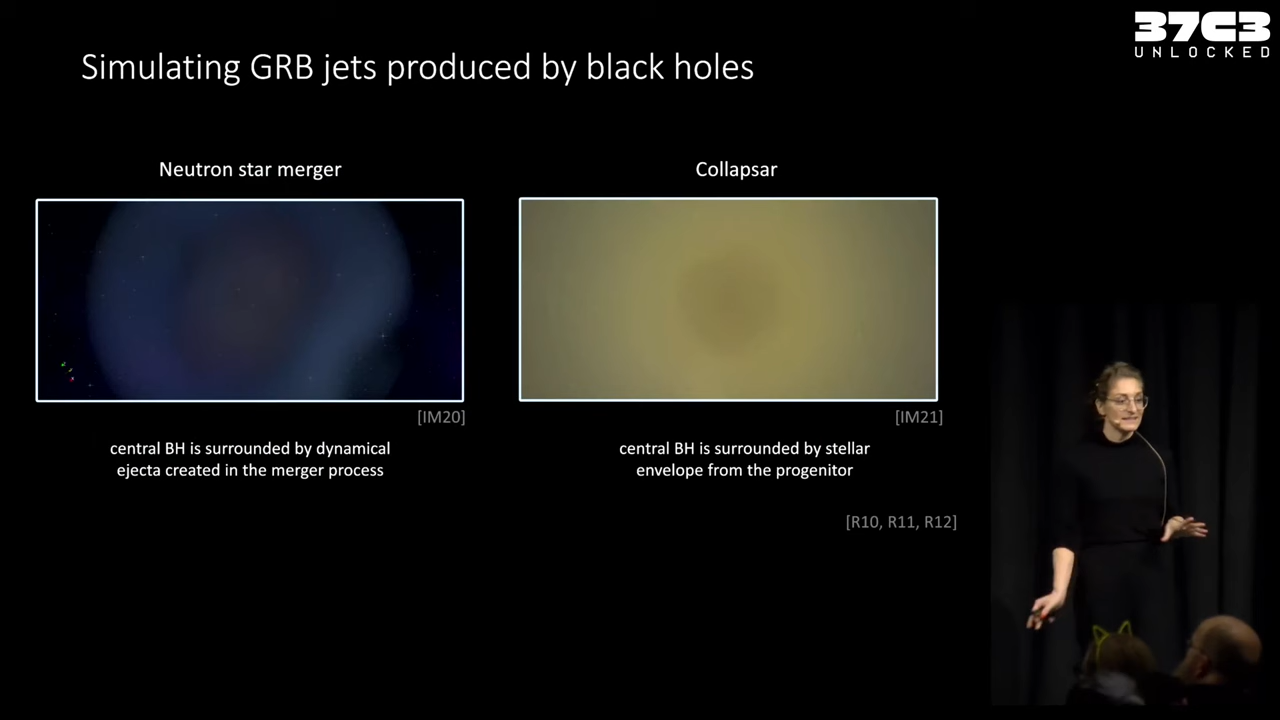 37C3
UNLOCKED
Simulating GRB jets produced by black holes
Neutron star merger
Collapsar
[IM20]
[IM21]
central BH is surrounded by dynamical
ejecta created in the merger process
central BH is surrounded by stellar
envelope from the progenitor
[R10, R11, R12]